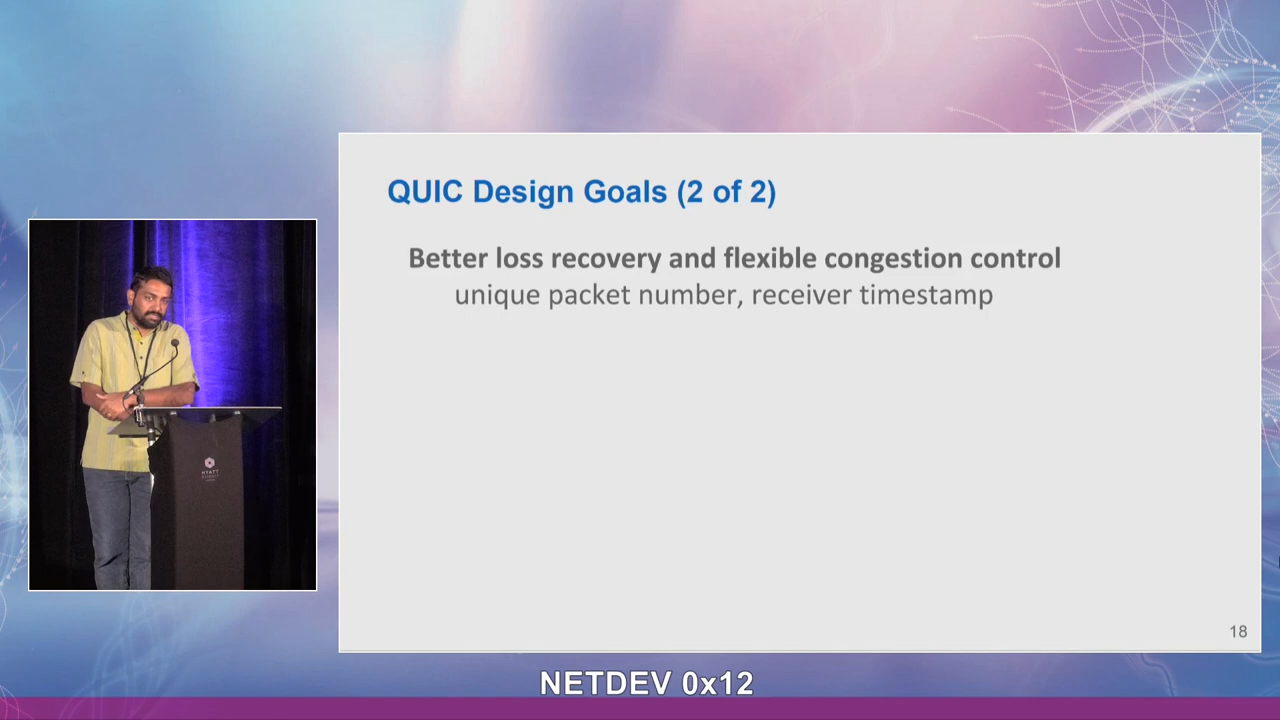 QUIC Design Goals (2 of 2)
Better loss recovery and flexible congestion control
unique packet number, receiver timestamp
HYATT
18
NETDEV 0x12